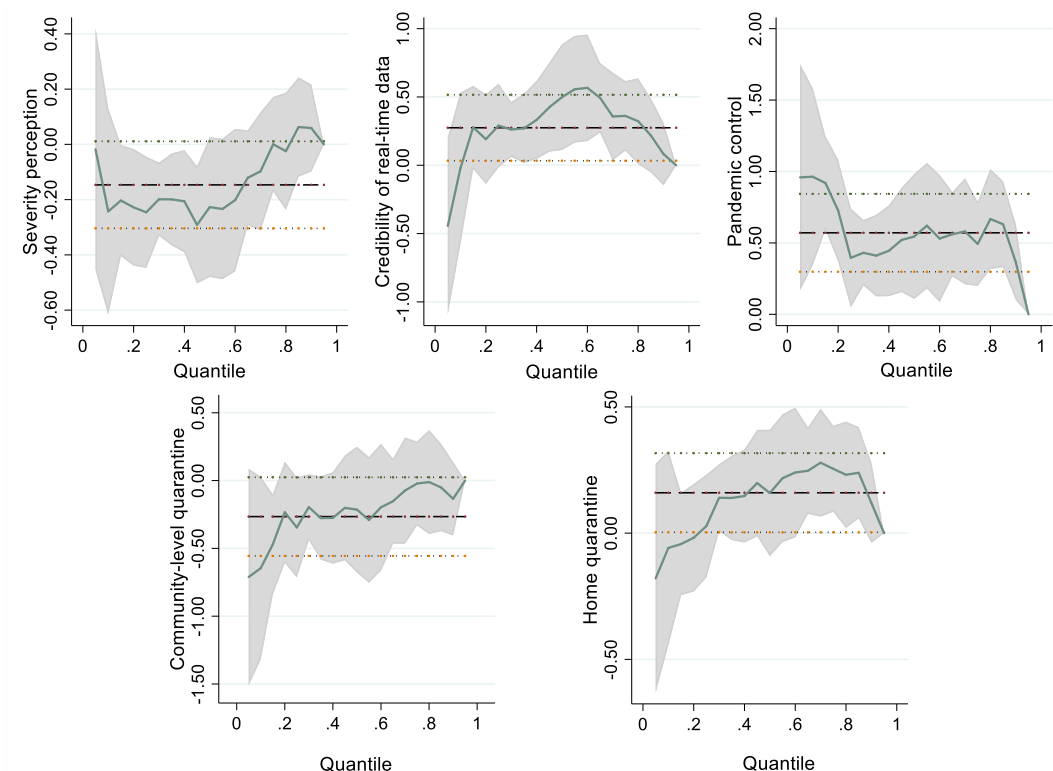 Severity perception
0.40
0.20
0.00
-0.20
-0.40
-0.60
0 .2 .4 .6 .8 1
Quantile
Credibility of real-time data
1.00
0.50
0.00
-0.50
-1.00
0 .2 .4 .6 .8 1
Quantile
Pandemic control
2.00
1.50
1.00
0.50
0.00
0 .2 .4 .6 .8 1
Quantile
Community-level quarantine
0.50
0.00
-0.50
-1.00
-1.50
0 .2 .4 .6 .8 1
Quantile
Home quarantine
0.50
0.00
-0.50
0 .2 .4 .6 .8 1
Quantile